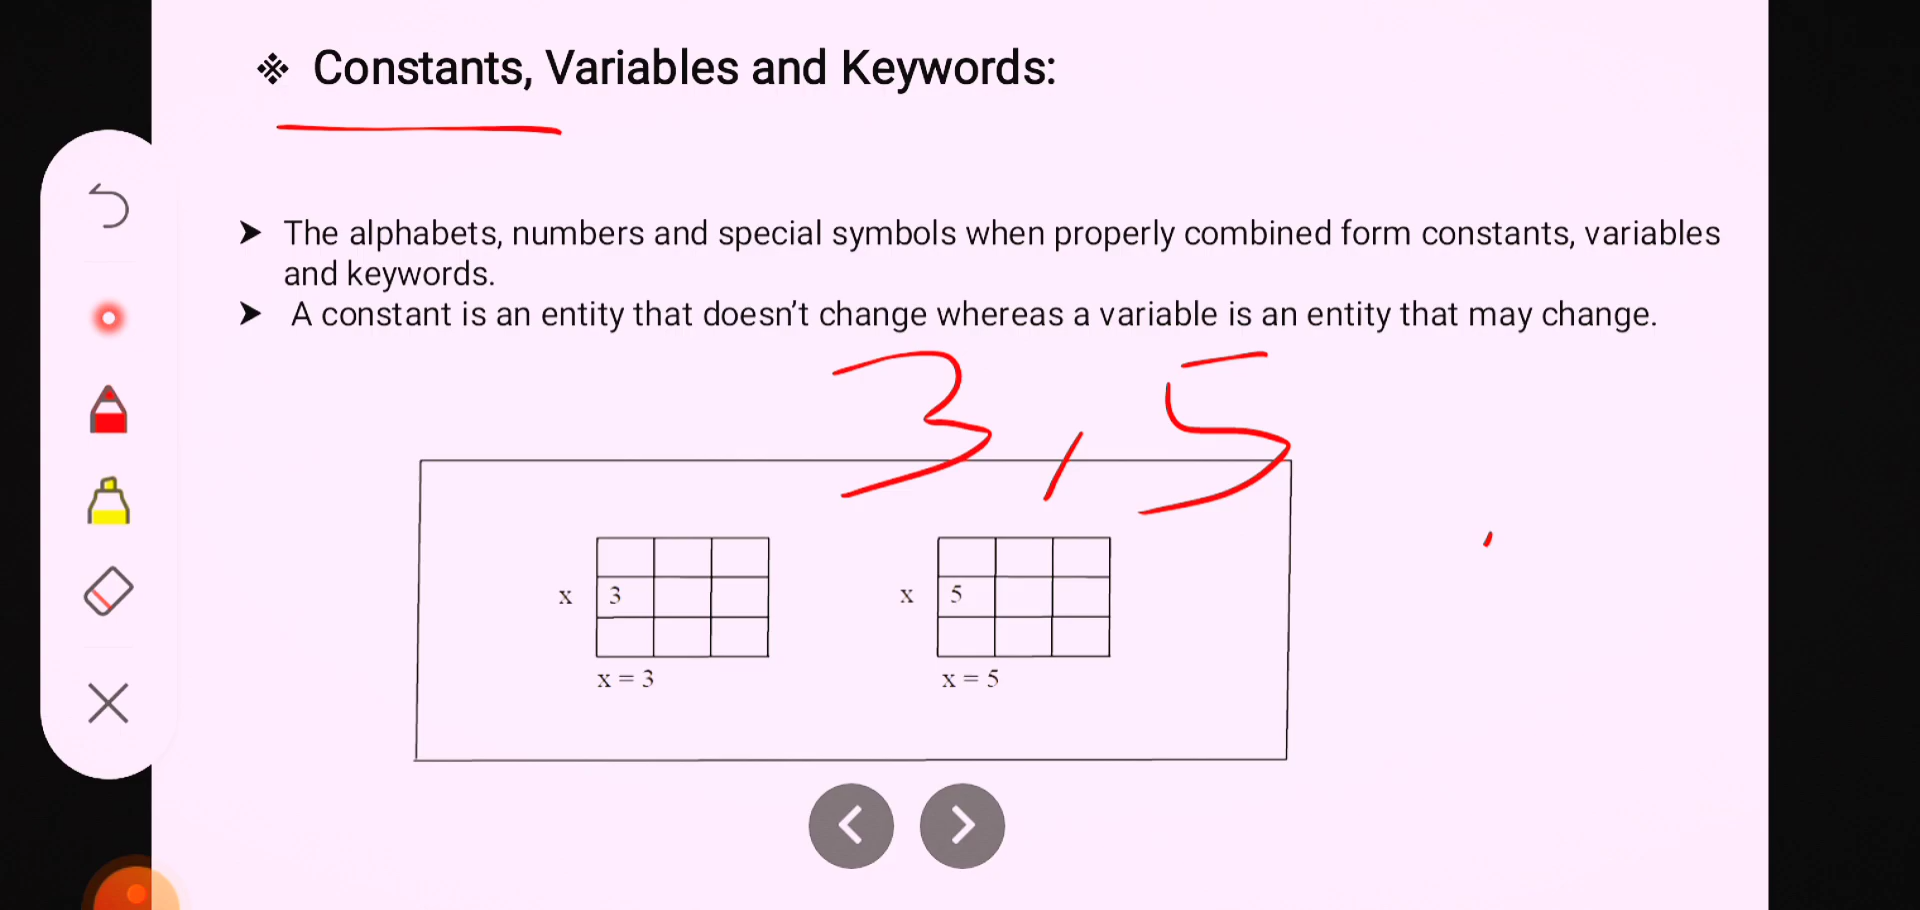 ❖ Constants, Variables and Keywords:
➤ The alphabets, numbers and special symbols when properly combined form constants, variables
and keywords.
➤ A constant is an entity that doesn't change whereas a variable is an entity that may change.
3, 5
x 3 x 5
x = 3 x = 5